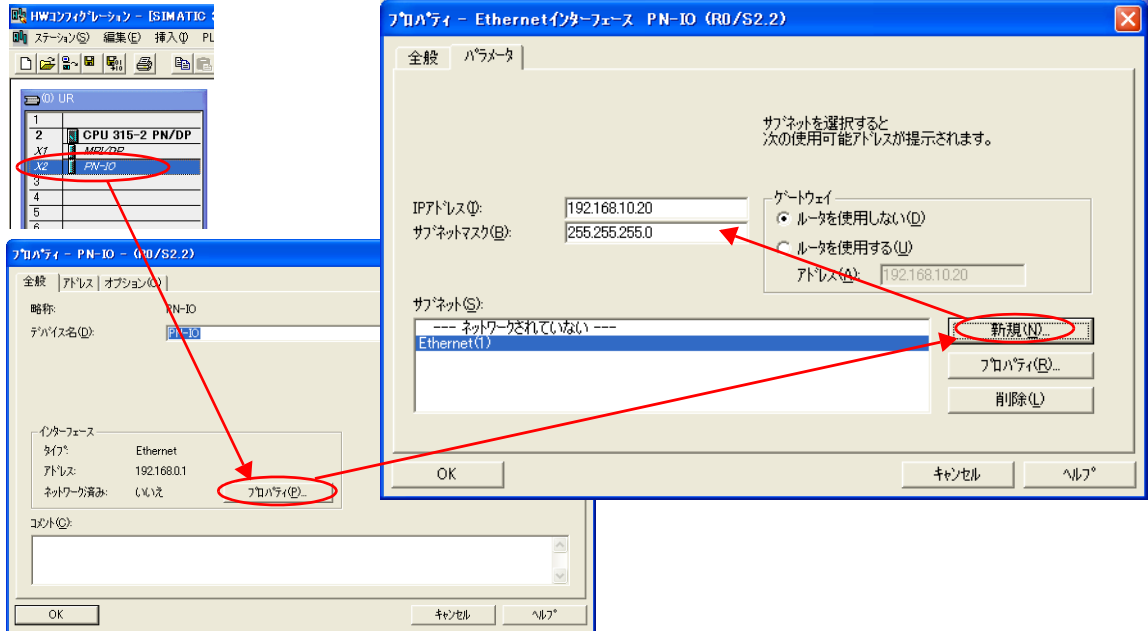 HWコンフィグレーション - [SIMATIC
ステーション(S) 編集(E) 挿入(I) PL
(0) UR
1
2 CPU 315-2 PN/DP
X1 MPI/DP
X2 PN-IO
3
4
5
6
プロパティ - PN-IO - (R0/S2.2)
全般 アドレス オプション(O)
略称: PN-IO
デバイス名(D): PN-IO
インターフェース
タイプ: Ethernet
アドレス: 192.168.0.1
ネットワーク済み: いいえ プロパティ(P)...
コメント(C):
OK キャンセル ヘルプ
プロパティ - Ethernetインターフェース PN-IO (R0/S2.2)
全般 パラメータ
サブネットを選択すると
次の使用可能アドレスが提示されます。
IPアドレス(I): 192.168.10.20
サブネットマスク(B): 255.255.255.0
ゲートウェイ
ルータを使用しない(D)
ルータを使用する(U)
アドレス(A): 192.168.10.20
サブネット(S):
--- ネットワークされていない ---
Ethernet(1)
新規(N)...
プロパティ(R)...
削除(L)
OK キャンセル ヘルプ